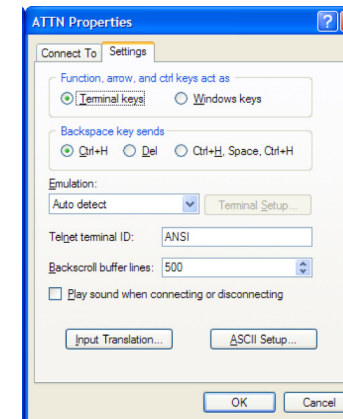 ATTN Properties
?
Connect To Settings
Function, arrow, and ctrl keys act as
Terminal keys Windows keys
Backspace key sends
Ctrl+H Del Ctrl+H, Space, Ctrl+H
Emulation:
Auto detect Terminal Setup...
Telnet terminal ID: ANSI
Backscroll buffer lines: 500
Play sound when connecting or disconnecting
Input Translation... ASCII Setup...
OK Cancel